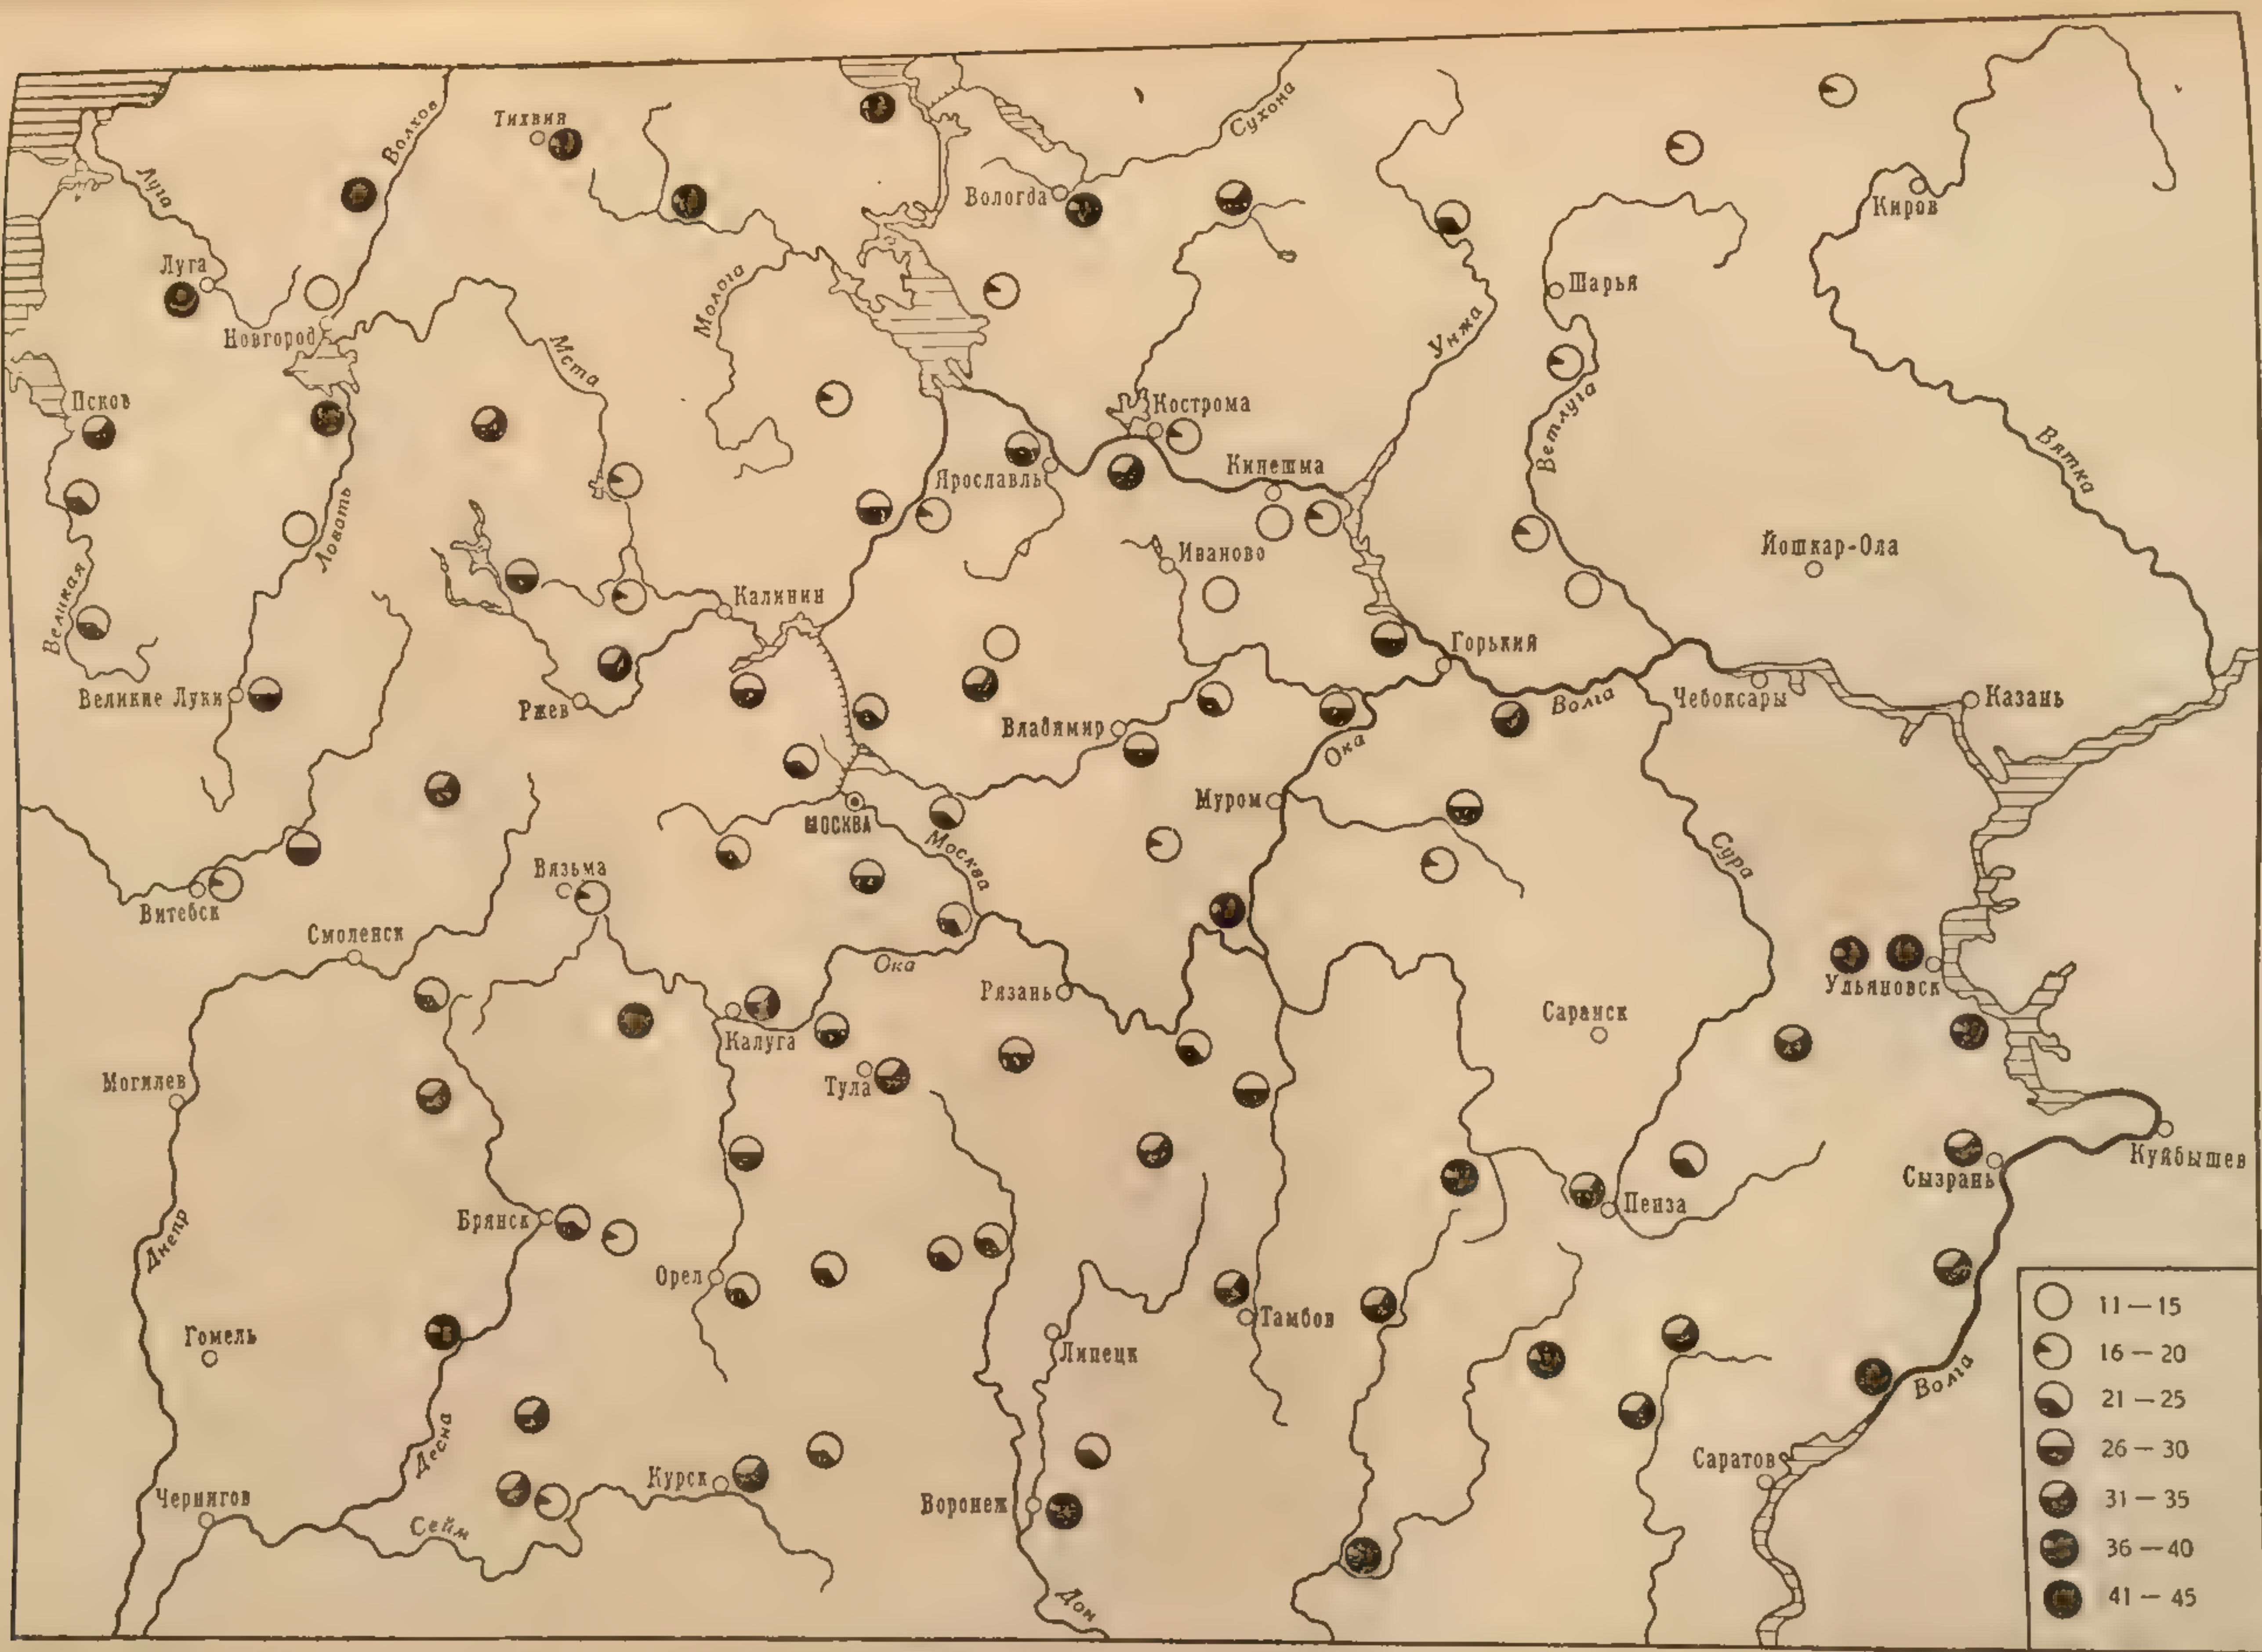 Тихвин
Волхов
Сухона
Луга
Вологда
Киров
Луга
Шарья
Молога
Новгород
Унжа
Мста
Псков
Кострома
Ветлуга
Вятка
Кинешма
Ярославль
Ловать
Иваново
Йошкар-Ола
Великая
Калинин
Горький
Великие Луки
Ржев
Волга
Чебоксары
Казань
Владимир
Ока
Муром
МОСКВА
Москва
Сура
Вязьма
Витебск
Смоленск
Ока
Рязань
Ульяновск
Саранск
Калуга
Могилев
Тула
Куйбышев
Сызрань
Пенза
Брянск
Днепр
Орел
Тамбов
Гомель
Липецк
Волга
Десна
Саратов
Курск
Чернигов
Воронеж
Сейм
Дон
11 — 15
16 — 20
21 — 25
26 — 30
31 — 35
36 — 40
41 — 45